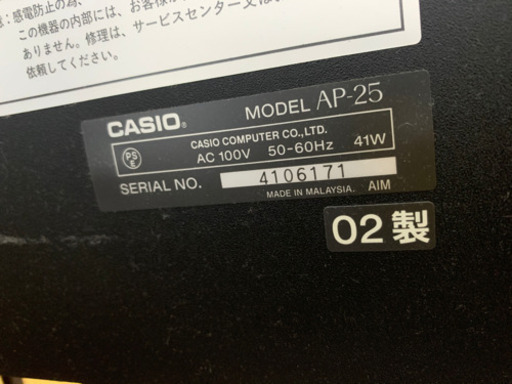 :感電防止の為、
この機器の内部には、お客様が
ありません。修理は、サービスセンター又は
依頼してください。
CASIO® MODEL AP-25
CASIO COMPUTER CO.,LTD.
PS E AC 100V 50-60Hz 41W
SERIAL NO. 4106171
MADE IN MALAYSIA. AIM
02製